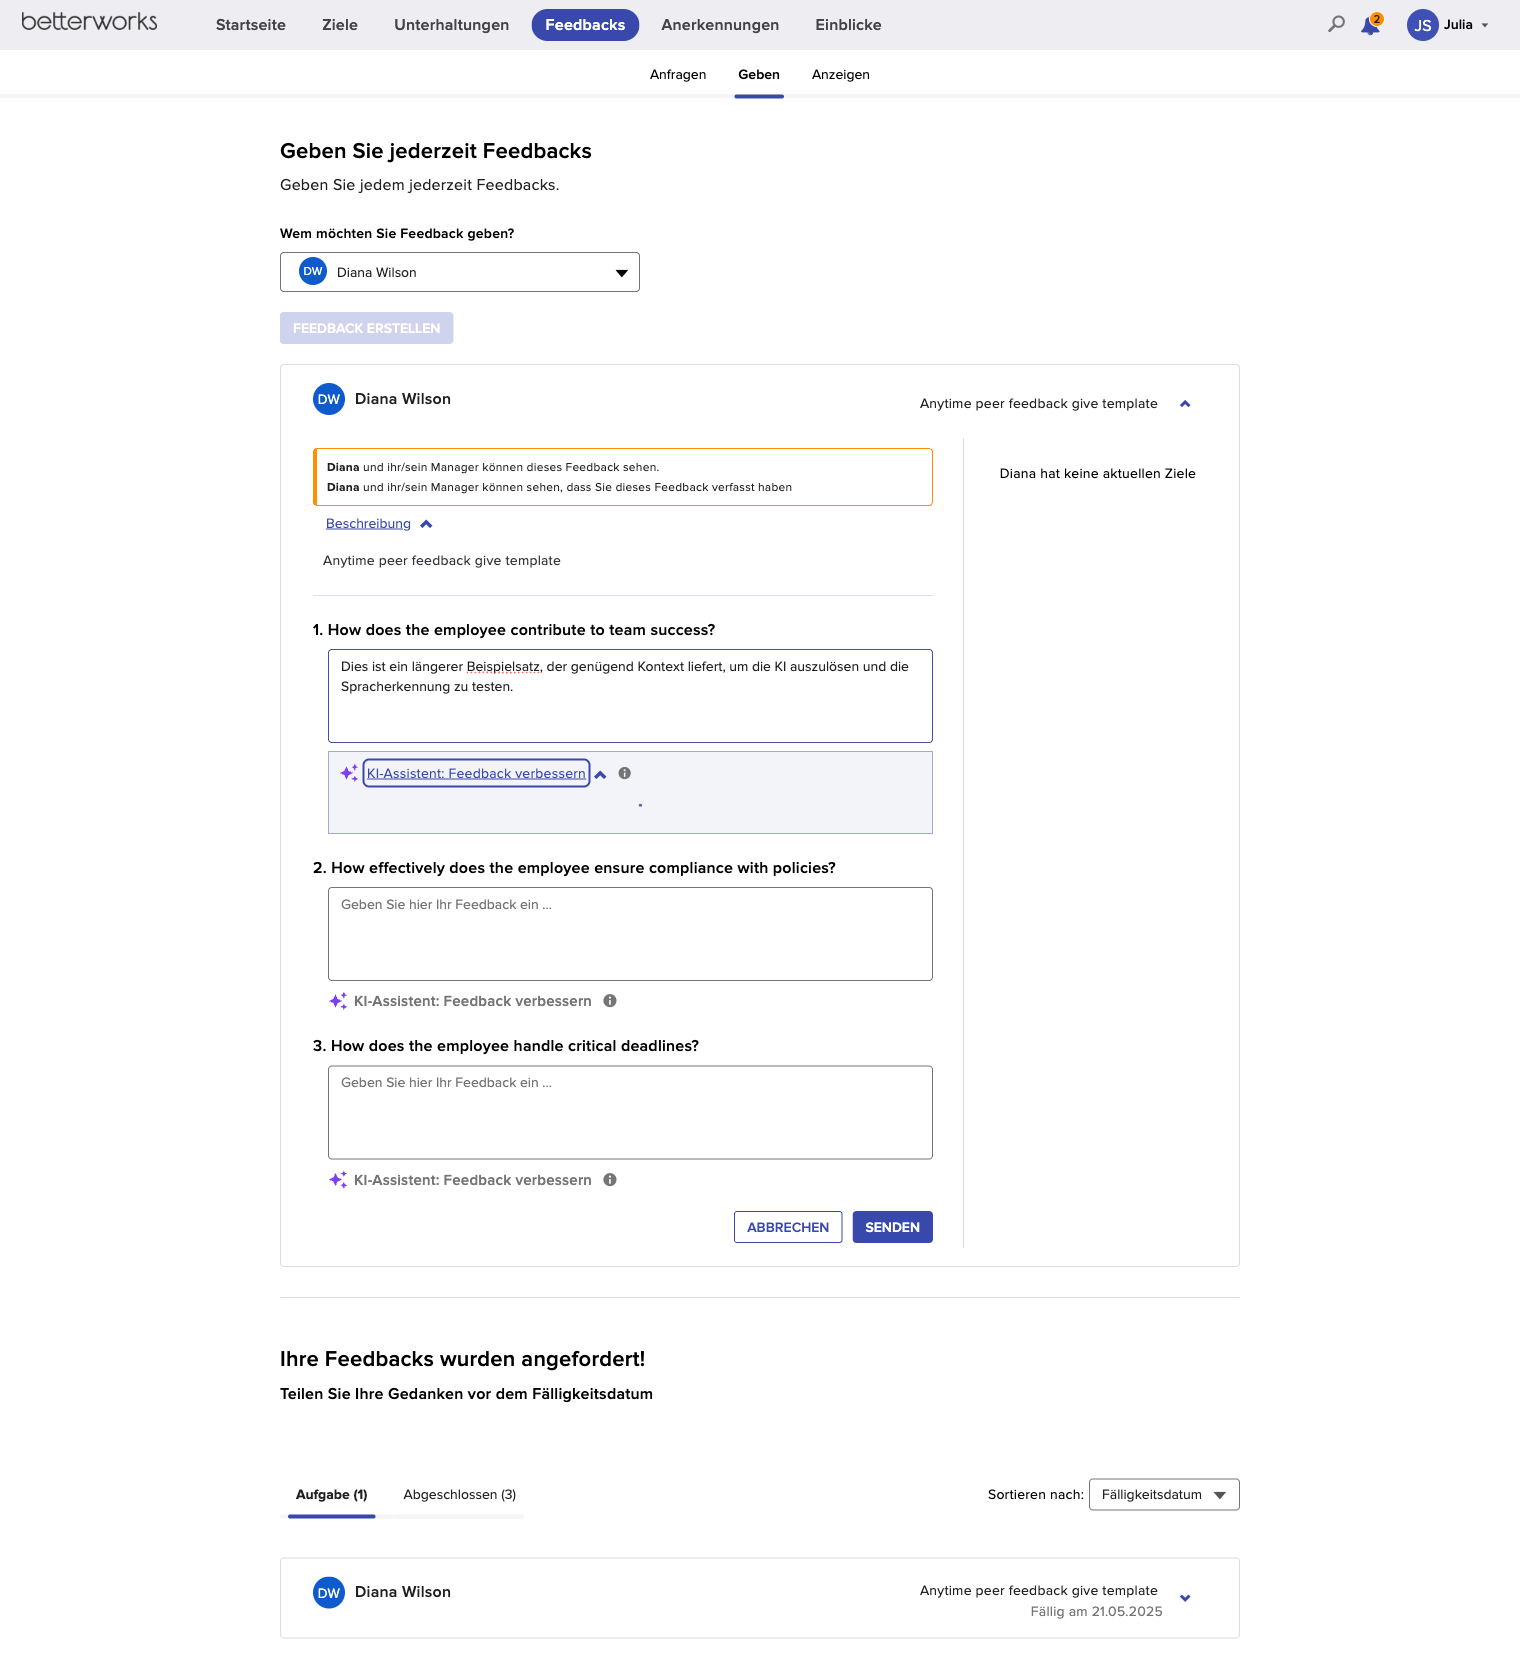 betterworks
Startseite
Ziele
Unterhaltungen
Feedbacks
Anerkennungen
Einblicke
2
JS
Julia
Anfragen
Geben
Anzeigen
Geben Sie jederzeit Feedbacks
Geben Sie jedem jederzeit Feedbacks.
Wem möchten Sie Feedback geben?
DW Diana Wilson
FEEDBACK ERSTELLEN
DW Diana Wilson
Anytime peer feedback give template
Diana und ihr/sein Manager können dieses Feedback sehen.
Diana und ihr/sein Manager können sehen, dass Sie dieses Feedback verfasst haben
Diana hat keine aktuellen Ziele
Beschreibung
Anytime peer feedback give template
1. How does the employee contribute to team success?
Dies ist ein längerer Beispielsatz, der genügend Kontext liefert, um die KI auszulösen und die
Spracherkennung zu testen.
KI-Assistent: Feedback verbessern
2. How effectively does the employee ensure compliance with policies?
Geben Sie hier Ihr Feedback ein ...
KI-Assistent: Feedback verbessern
3. How does the employee handle critical deadlines?
Geben Sie hier Ihr Feedback ein ...
KI-Assistent: Feedback verbessern
ABBRECHEN
SENDEN
Ihre Feedbacks wurden angefordert!
Teilen Sie Ihre Gedanken vor dem Fälligkeitsdatum
Aufgabe (1)
Abgeschlossen (3)
Sortieren nach: Fälligkeitsdatum
DW Diana Wilson
Anytime peer feedback give template
Fällig am 21.05.2025